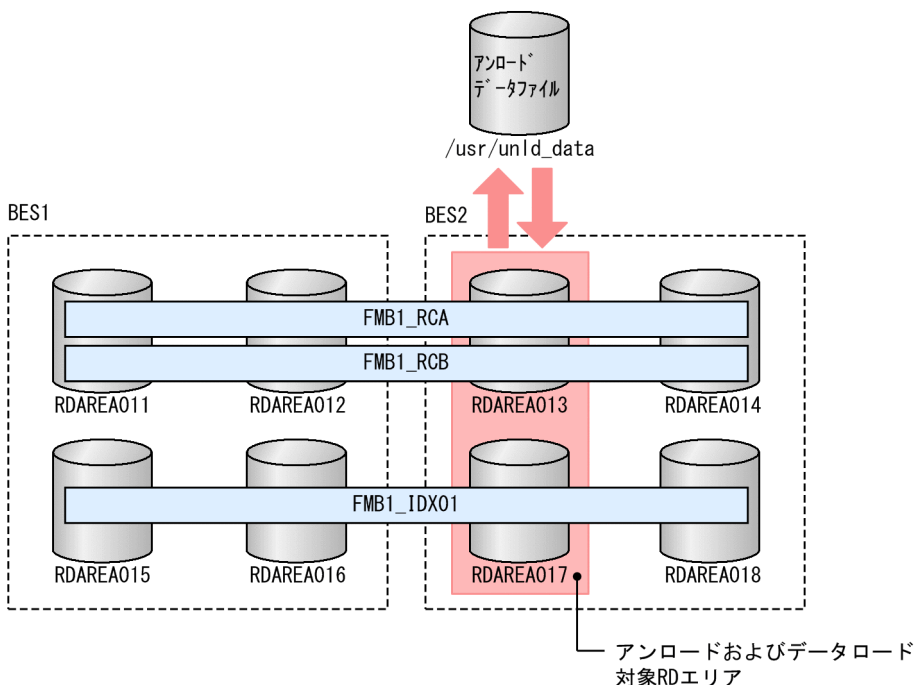 アンロード
データファイル
/usr/unld_data
BES1
BES2
FMB1_RCA
FMB1_RCB
RDAREA011
RDAREA012
RDAREA013
RDAREA014
FMB1_IDX01
RDAREA015
RDAREA016
RDAREA017
RDAREA018
アンロードおよびデータロード
対象RDエリア